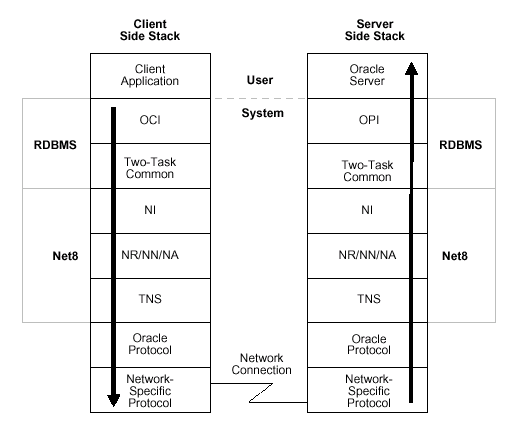 Client
Side Stack
Server
Side Stack
Client
Application
User
Oracle
Server
System
RDBMS
OCI
OPI
RDBMS
Two-Task
Common
Two-Task
Common
NI
NI
Net8
NR/NN/NA
NR/NN/NA
Net8
TNS
TNS
Oracle
Protocol
Oracle
Protocol
Network
Connection
Network-
Specific
Protocol
Network-
Specific
Protocol